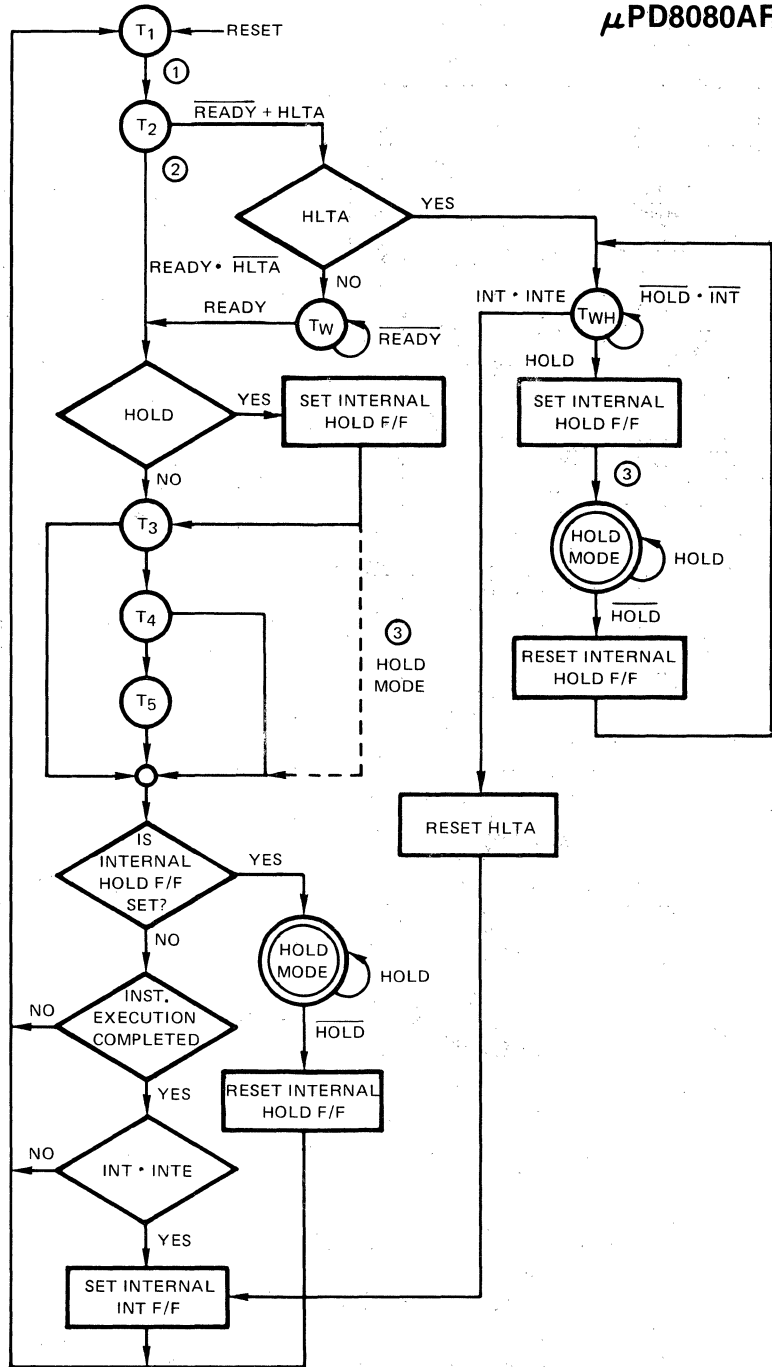 μPD8080AF
T1
RESET
①
T2
READY + HLTA
②
HLTA
YES
READY • HLTA
NO
READY
TW
READY
INT • INTE
TWH
HOLD • INT
HOLD
HOLD
YES
SET INTERNAL
HOLD F/F
SET INTERNAL
HOLD F/F
NO
③
T3
HOLD
MODE
HOLD
T4
③
HOLD
MODE
HOLD
RESET INTERNAL
HOLD F/F
T5
RESET HLTA
IS
INTERNAL
HOLD F/F
SET?
YES
NO
HOLD
MODE
HOLD
INST.
EXECUTION
COMPLETED
NO
HOLD
YES
RESET INTERNAL
HOLD F/F
NO
INT • INTE
YES
SET INTERNAL
INT F/F